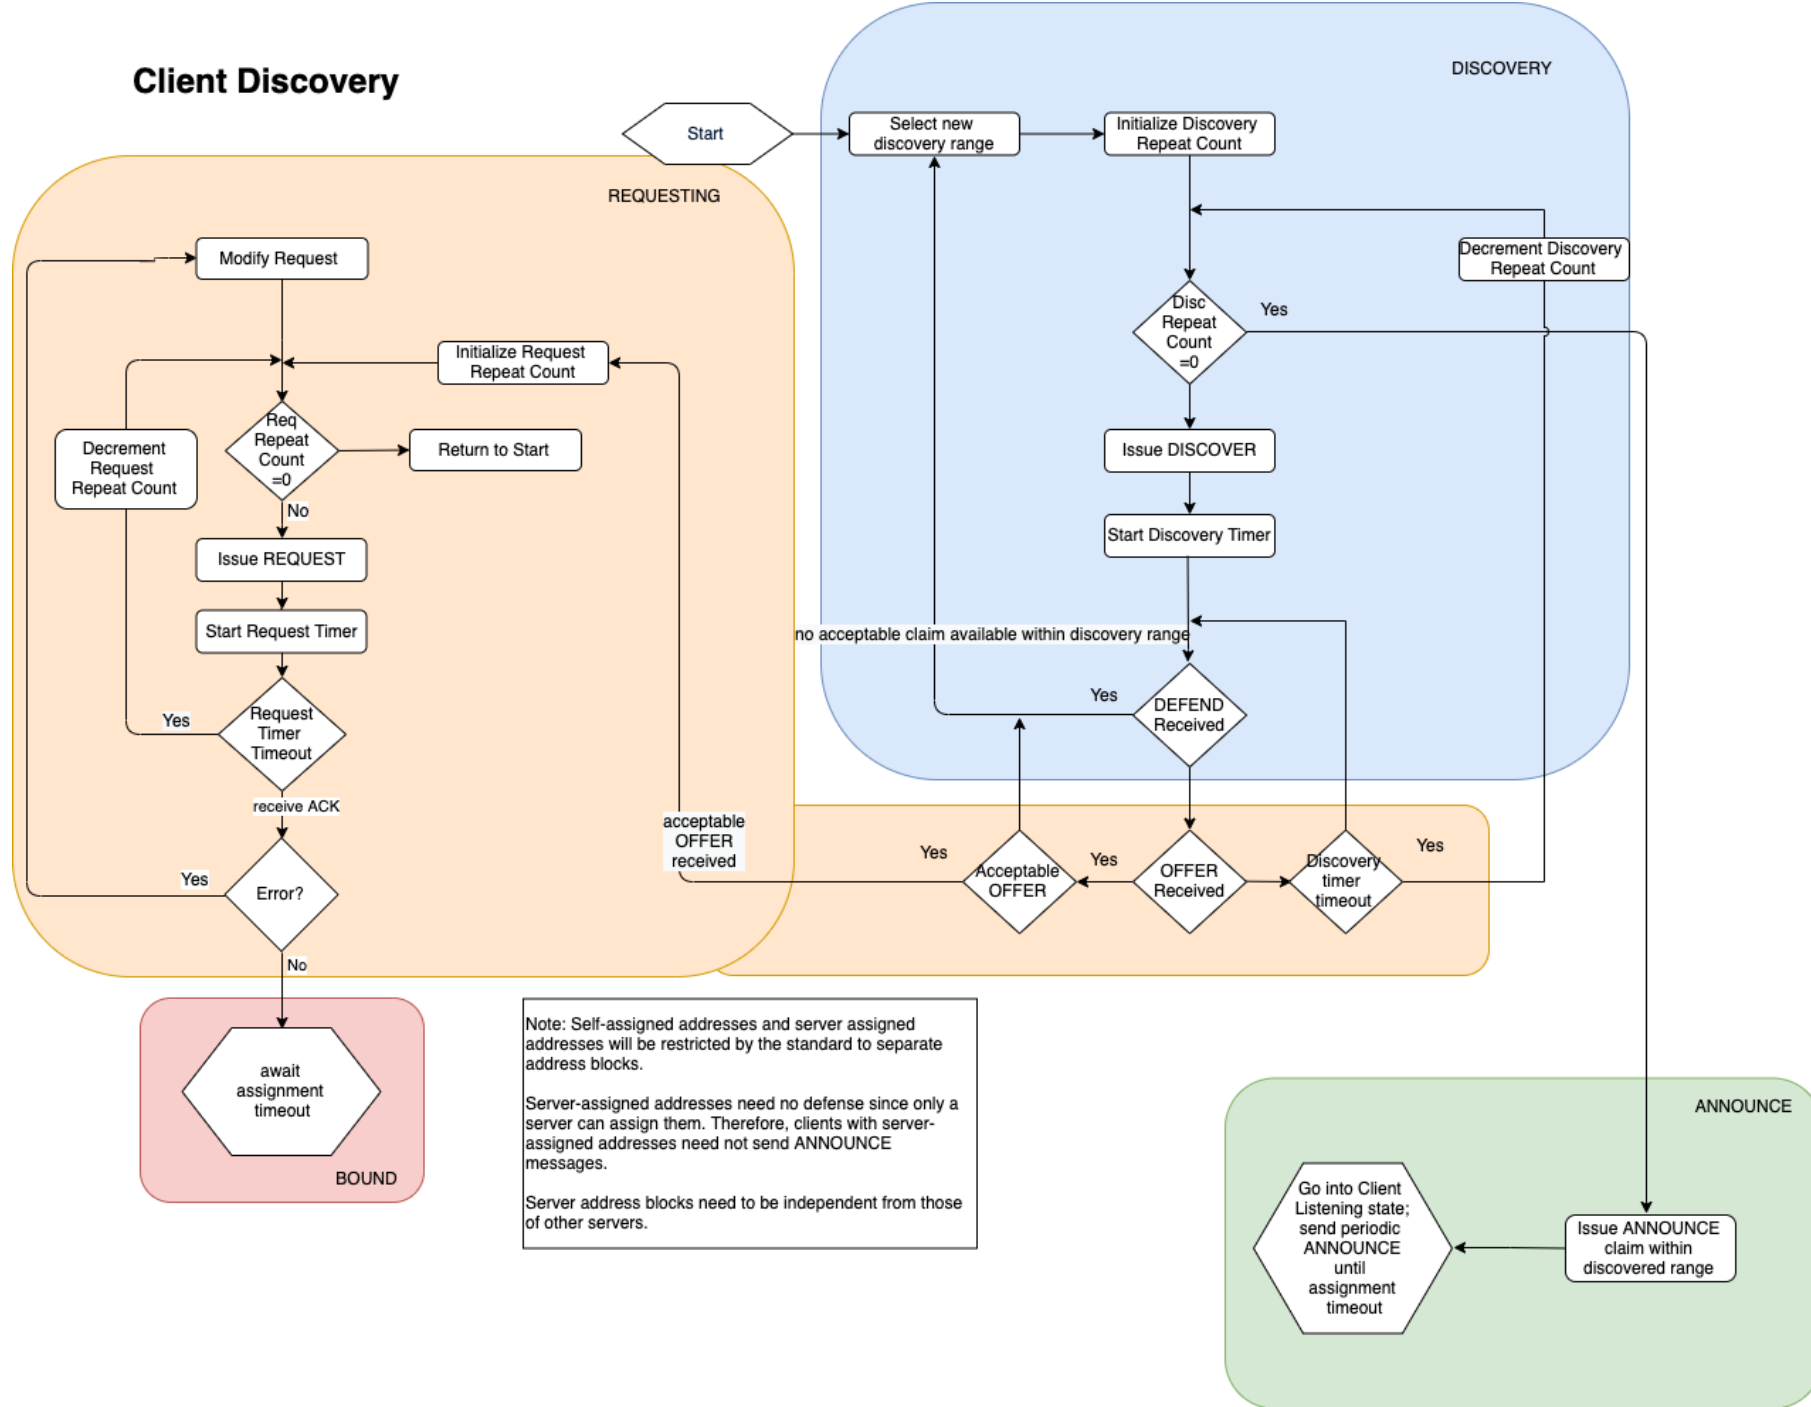 Client Discovery
DISCOVERY
Start
Select new
discovery range
Initialize Discovery
Repeat Count
REQUESTING
Modify Request
Decrement Discovery
Repeat Count
Disc
Repeat
Count
=0
Yes
Initialize Request
Repeat Count
Req
Repeat
Count
=0
Return to Start
Decrement
Request
Repeat Count
No
Issue DISCOVER
Issue REQUEST
Start Discovery Timer
Start Request Timer
no acceptable claim available within discovery range
Yes
DEFEND
Received
Yes
Request
Timer
Timeout
receive ACK
acceptable
OFFER
received
Yes
Acceptable
OFFER
Yes
OFFER
Received
Discovery
timer
timeout
Yes
Yes
Error?
No
await
assignment
timeout
BOUND
Note: Self-assigned addresses and server assigned
addresses will be restricted by the standard to separate
address blocks.
Server-assigned addresses need no defense since only a
server can assign them. Therefore, clients with server-
assigned addresses need not send ANNOUNCE
messages.
Server address blocks need to be independent from those
of other servers.
ANNOUNCE
Go into Client
Listening state;
send periodic
ANNOUNCE
until
assignment
timeout
Issue ANNOUNCE
claim within
discovered range